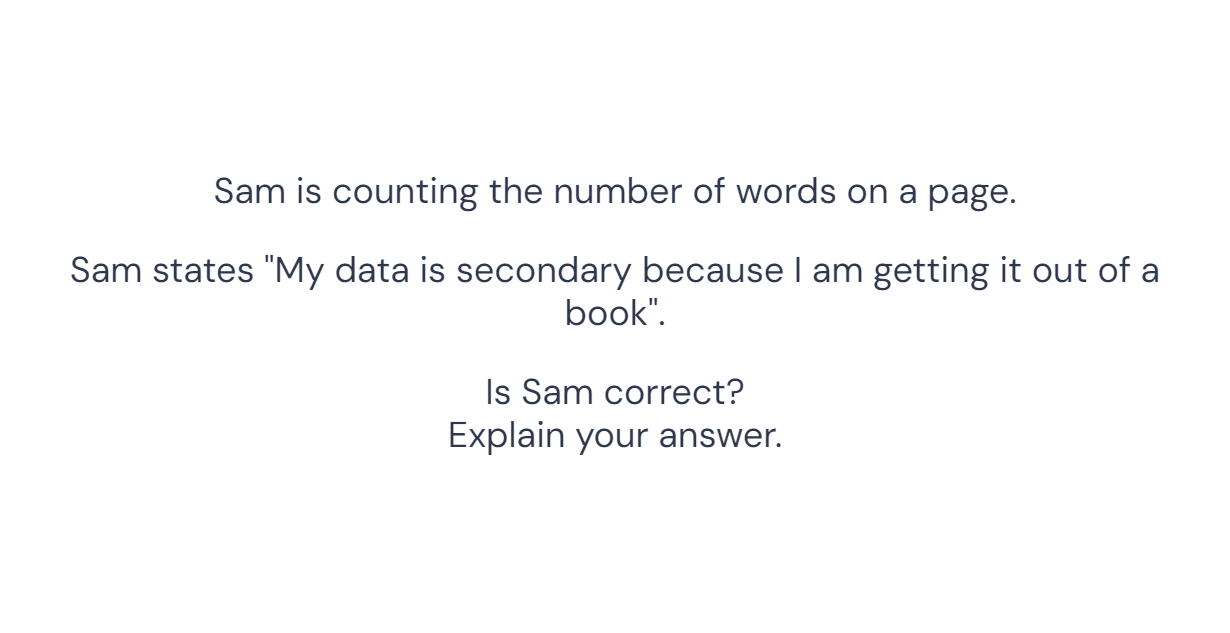 Sam is counting the number of words on a page.
Sam states "My data is secondary because I am getting it out of a
book".
Is Sam correct?
Explain your answer.